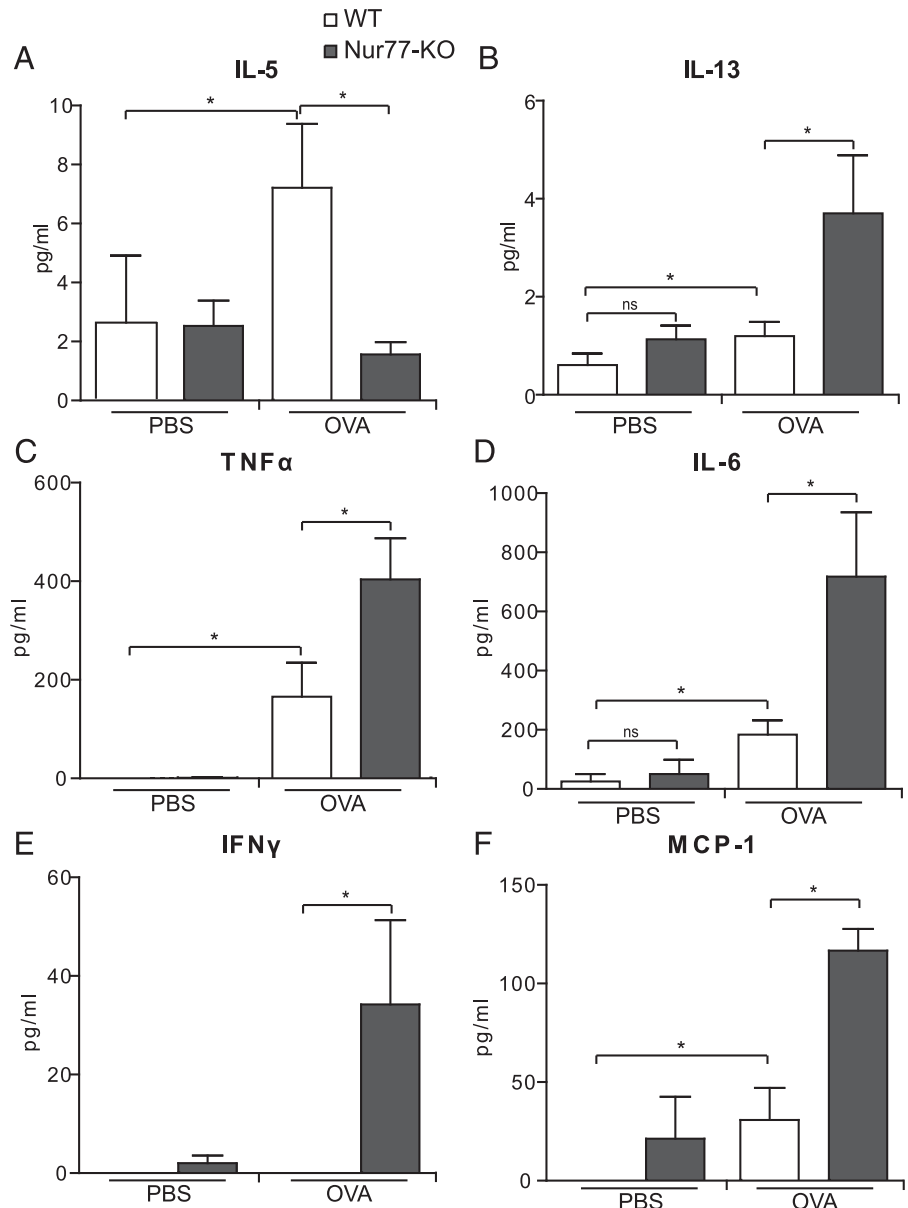 WT
Nur77-KO
A
IL-5
*
*
10
8
6
4
2
0
pg/ml
PBS
OVA
B
IL-13
*
*
ns
6
4
2
0
pg/ml
PBS
OVA
C
TNFα
*
*
600
400
200
0
pg/ml
PBS
OVA
D
IL-6
*
*
ns
1000
800
600
400
200
0
pg/ml
PBS
OVA
E
IFNγ
*
60
40
20
0
pg/ml
PBS
OVA
F
MCP-1
*
*
150
100
50
0
pg/ml
PBS
OVA